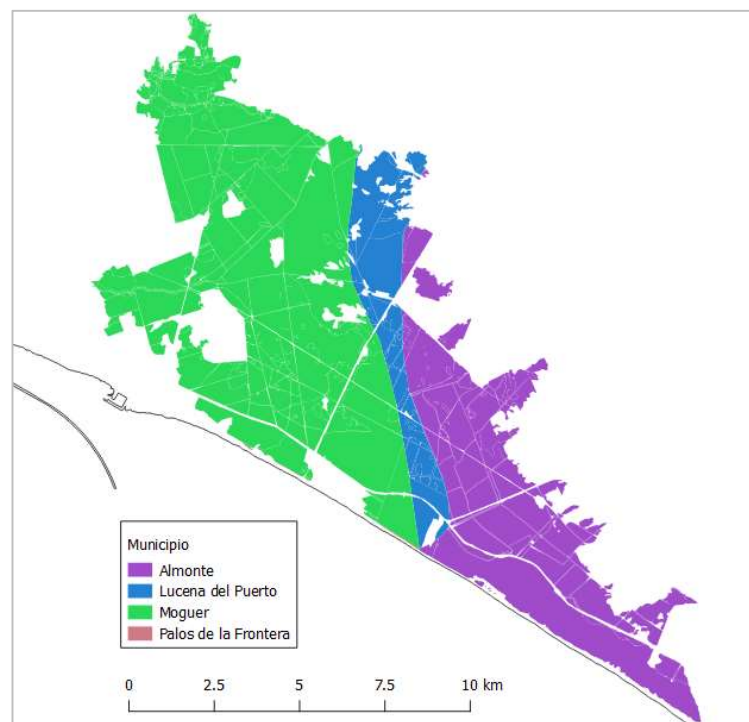 Municipio
Almonte
Lucena del Puerto
Moguer
Palos de la Frontera
0 2.5 5 7.5 10 km